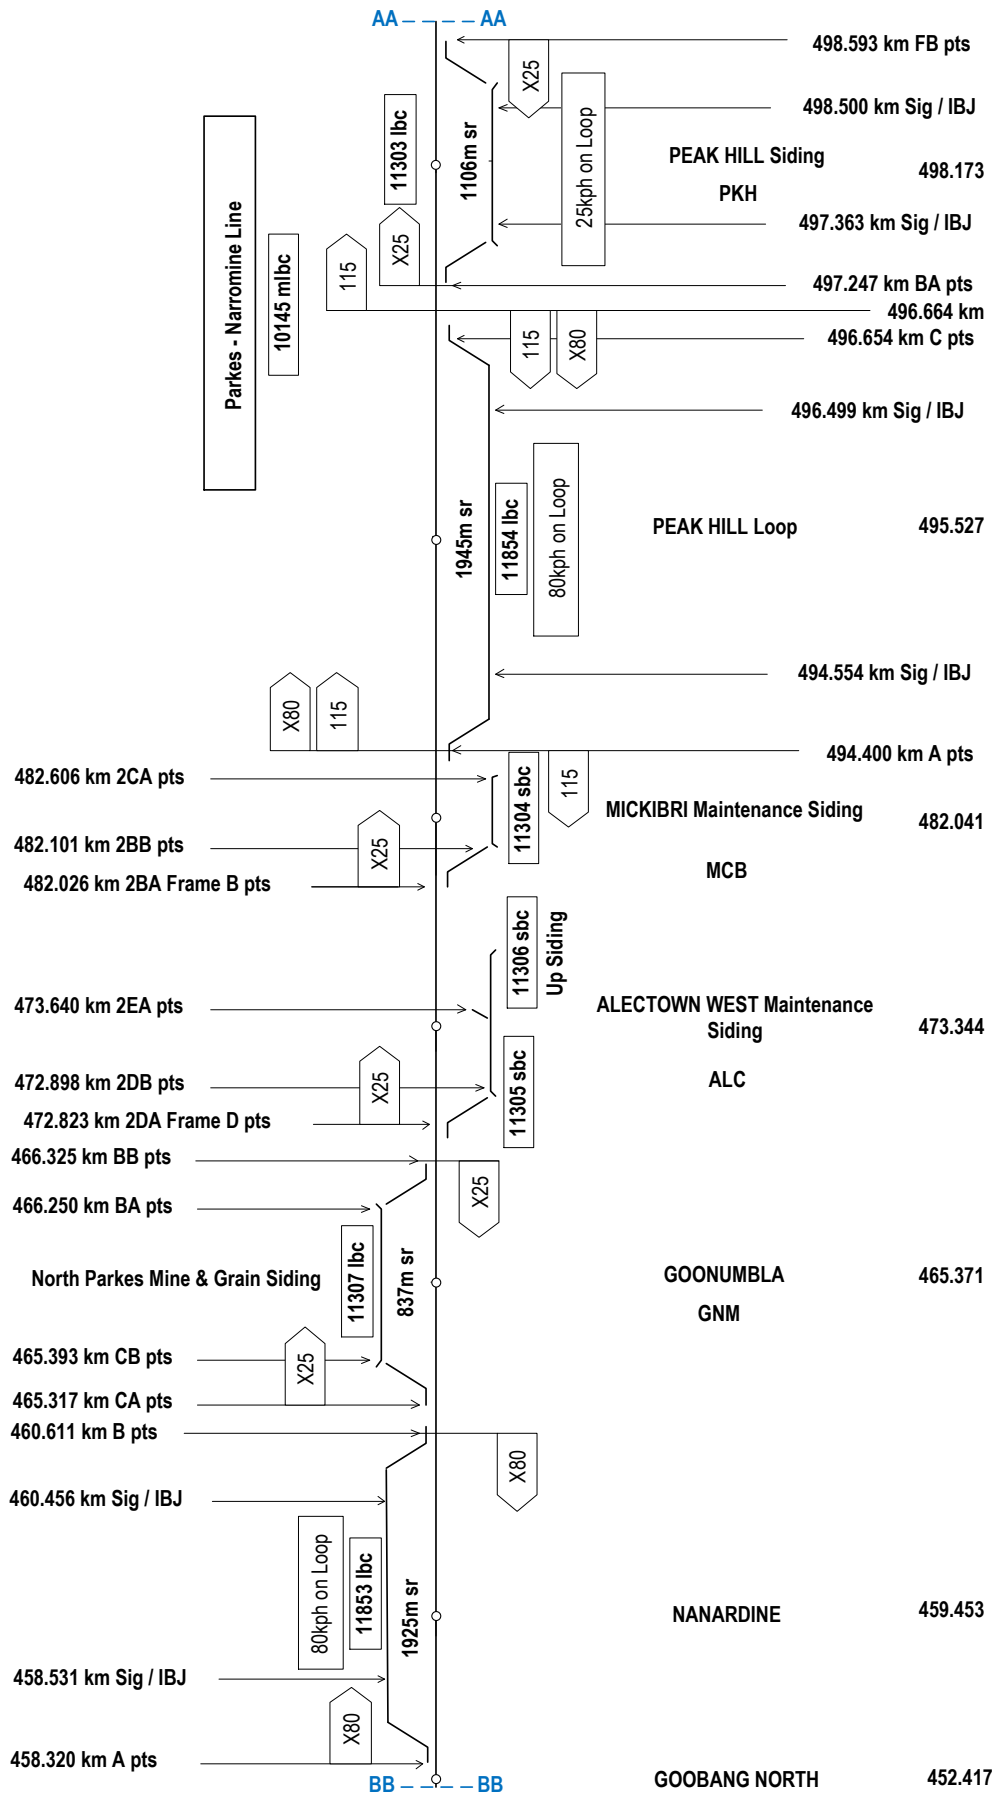 AA AA
498.593 km FB pts
X25
498.500 km Sig / IBJ
11303 lbc
1106m sr
25kph on Loop
PEAK HILL Siding
498.173
PKH
Parkes - Narromine Line
10145 mlbc
497.363 km Sig / IBJ
X25
115
497.247 km BA pts
496.664 km
115
X80
496.654 km C pts
496.499 km Sig / IBJ
1945m sr
11854 lbc
80kph on Loop
PEAK HILL Loop
495.527
494.554 km Sig / IBJ
X80
115
494.400 km A pts
482.606 km 2CA pts
11304 sbc
115
MICKIBRI Maintenance Siding
482.041
482.101 km 2BB pts
X25
MCB
482.026 km 2BA Frame B pts
11306 sbc
Up Siding
473.640 km 2EA pts
ALECTOWN WEST Maintenance
Siding
473.344
472.898 km 2DB pts
X25
11305 sbc
ALC
472.823 km 2DA Frame D pts
466.325 km BB pts
X25
466.250 km BA pts
North Parkes Mine & Grain Siding
11307 lbc
837m sr
GOONUMBLA
465.371
GNM
465.393 km CB pts
X25
465.317 km CA pts
460.611 km B pts
X80
460.456 km Sig / IBJ
80kph on Loop
11853 lbc
1925m sr
NANARDINE
459.453
458.531 km Sig / IBJ
X80
458.320 km A pts
BB BB
GOOBANG NORTH
452.417